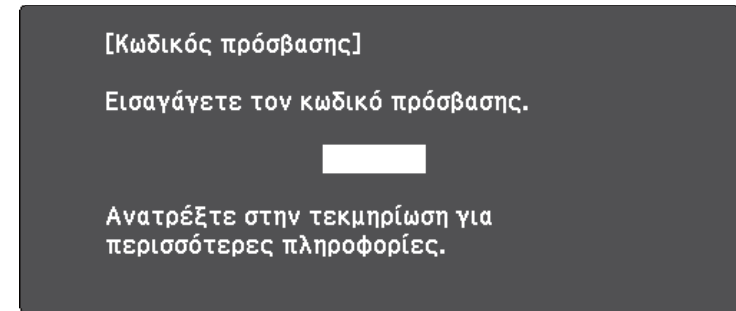 [Κωδικός πρόσβασης]
Εισαγάγετε τον κωδικό πρόσβασης.
Ανατρέξτε στην τεκμηρίωση για
περισσότερες πληροφορίες.